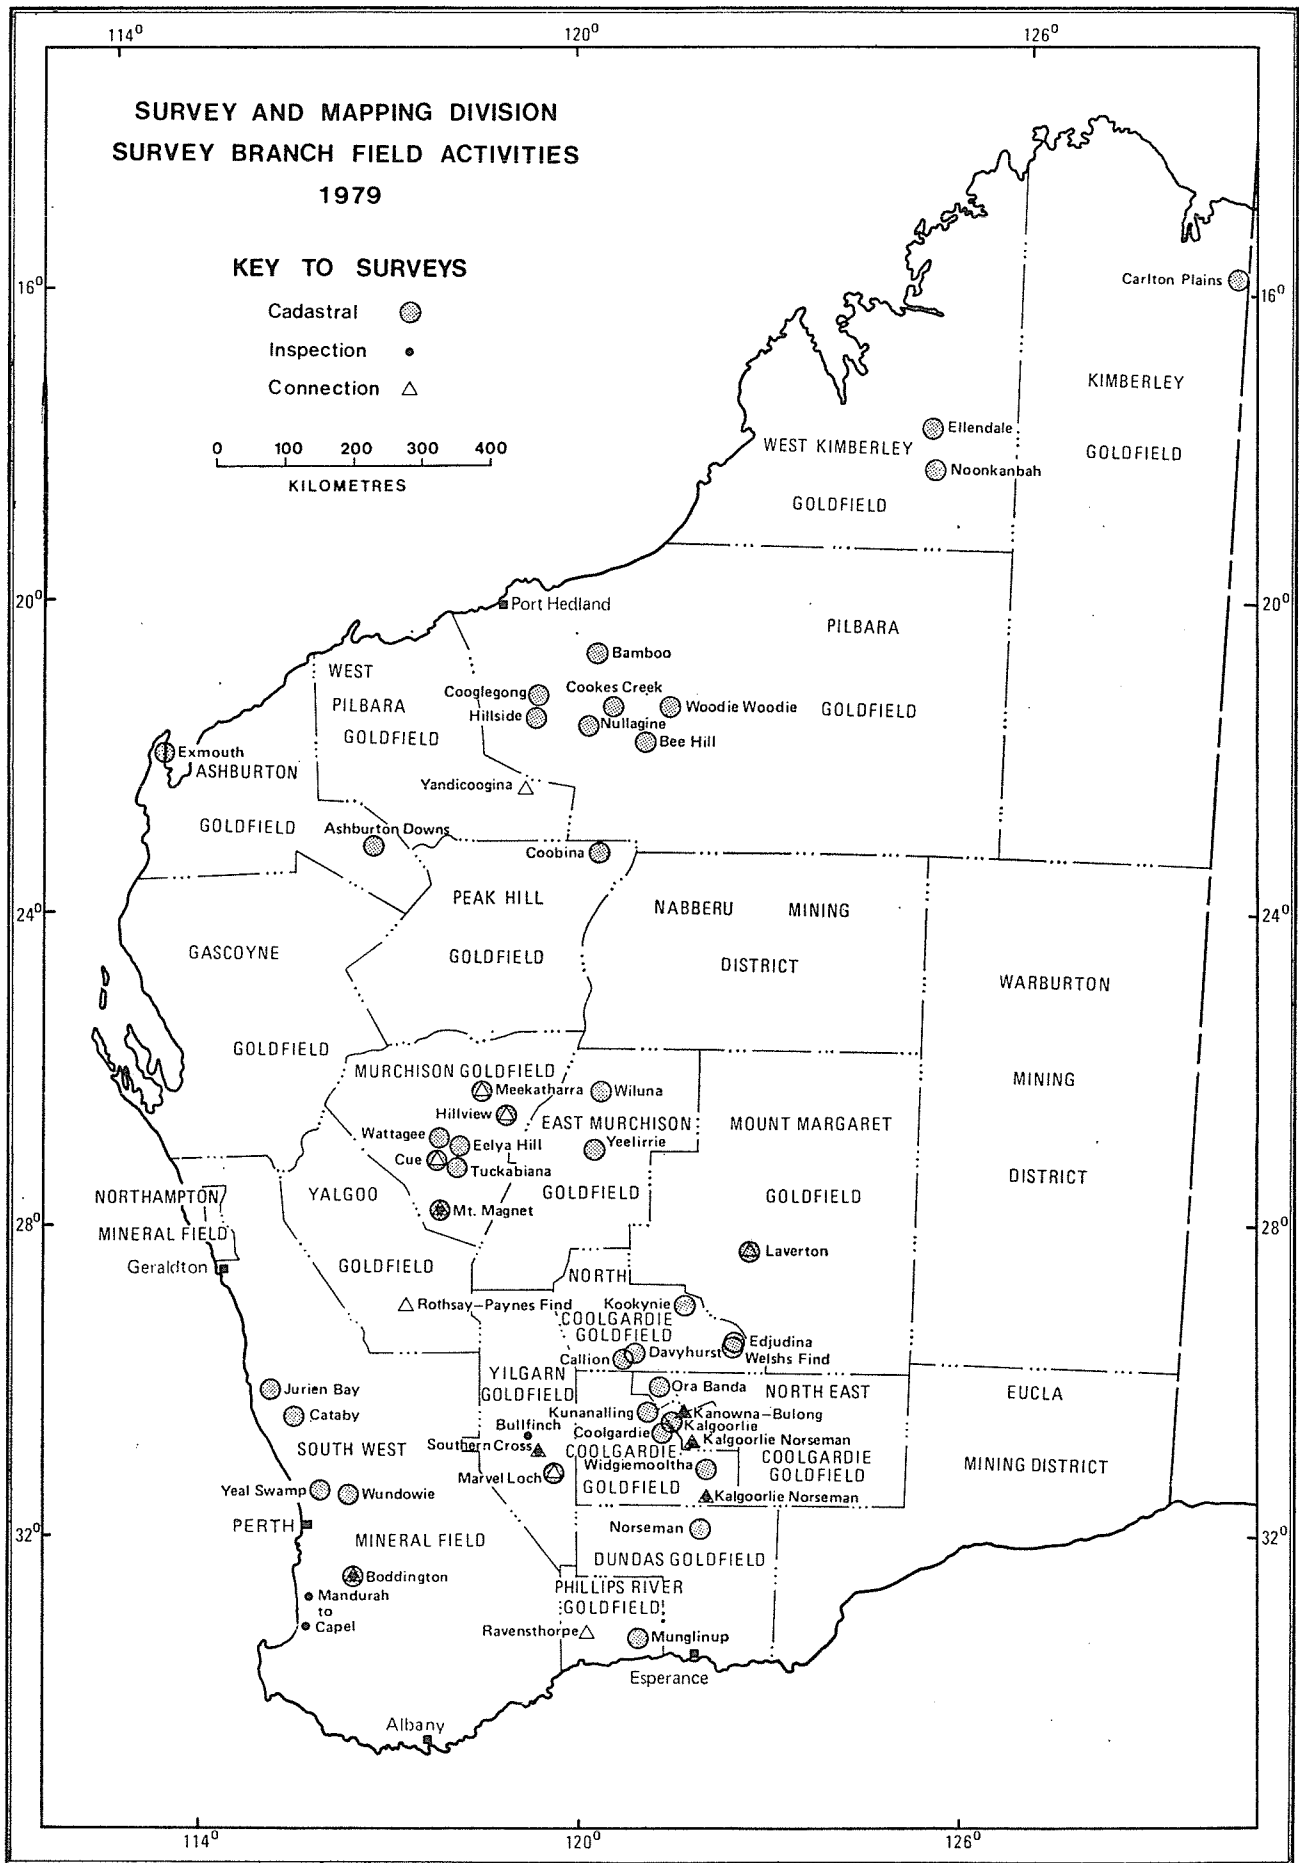 114⁰ 120⁰ 126⁰
SURVEY AND MAPPING DIVISION
SURVEY BRANCH FIELD ACTIVITIES
1979
KEY TO SURVEYS
Cadastral
Inspection
Connection
0 100 200 300 400
KILOMETRES
16⁰
16⁰
Carlton Plains
KIMBERLEY
GOLDFIELD
Ellendale
WEST KIMBERLEY
Noonkanbah
GOLDFIELD
20⁰
20⁰
Port Hedland
PILBARA
GOLDFIELD
Bamboo
WEST
PILBARA
GOLDFIELD
Cooglegong
Cookes Creek
Woodie Woodie
Hillside
Nullagine
Bee Hill
Exmouth
ASHBURTON
GOLDFIELD
Yandicoogina
Ashburton Downs
Coobina
24⁰
24⁰
PEAK HILL
GOLDFIELD
NABBERU MINING
DISTRICT
GASCOYNE
GOLDFIELD
WARBURTON
MINING
DISTRICT
MURCHISON GOLDFIELD
Meekatharra
Wiluna
Hillview
EAST MURCHISON
GOLDFIELD
MOUNT MARGARET
GOLDFIELD
Wattagee
Eelya Hill
Yeelirrie
Cue
Tuckabiana
YALGOO
GOLDFIELD
Mt. Magnet
NORTHAMPTON
MINERAL FIELD
28⁰
28⁰
Geraldton
Laverton
NORTH
COOLGARDIE
GOLDFIELD
Rothsay–Paynes Find
Kookynie
Edjudina
Davyhurst
Welshs Find
Callion
YILGARN
GOLDFIELD
Jurien Bay
Ora Banda
NORTH EAST
COOLGARDIE
GOLDFIELD
EUCLA
MINING DISTRICT
Cataby
Kunanalling
Kanowna–Bulong
Kalgoorlie
Bullfinch
Coolgardie
Kalgoorlie Norseman
SOUTH WEST
MINERAL FIELD
Southern Cross
COOLGARDIE
GOLDFIELD
Marvel Loch
Widgiemooltha
Yeal Swamp
Wundowie
Kalgoorlie Norseman
PERTH
Norseman
32⁰
32⁰
DUNDAS GOLDFIELD
Boddington
PHILLIPS RIVER
GOLDFIELD
Mandurah
to
Capel
Ravensthorpe
Munglinup
Esperance
Albany
114⁰ 120⁰ 126⁰